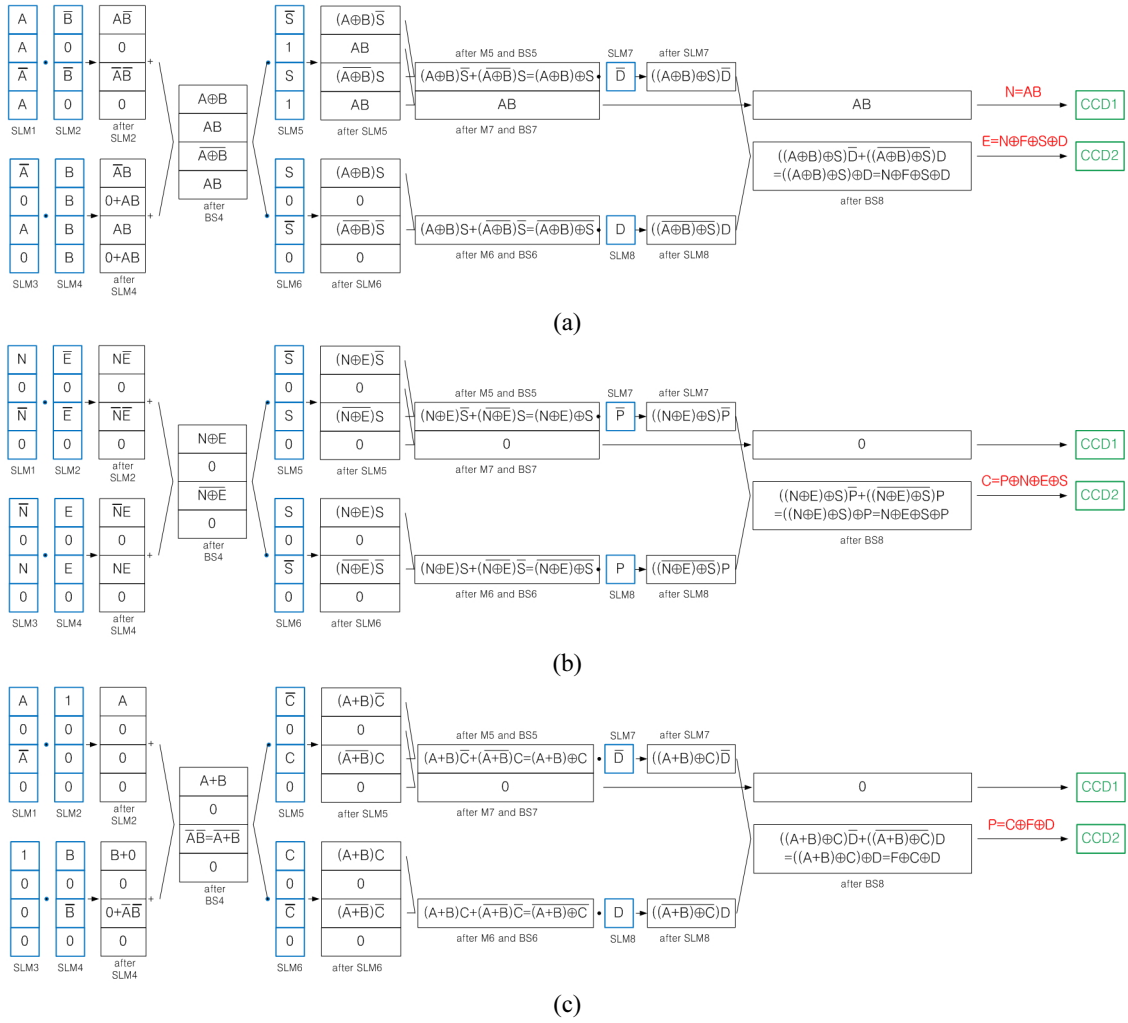 A B̅ AB̅ S̅ (A⊕B)S̅
A 0 0 1 AB after M5 and BS5 SLM7 after SLM7
A̅ B̅ A̅B̅ S (A̅⊕̅B̅)S (A⊕B)S̅+(A̅⊕̅B̅)S=(A⊕B)⊕S D̅ ((A⊕B)⊕S)D̅
A 0 0 1 AB AB AB N=AB CCD1
SLM1 SLM2 after SLM2 SLM5 after SLM5 after M7 and BS7
+
A⊕B
AB
A̅⊕̅B̅
AB
after BS4
+
((A⊕B)⊕S)D̅+((A̅⊕̅B̅)̅⊕̅S̅)D
=((A⊕B)⊕S)⊕D=N⊕F⊕S⊕D
after BS8
E=N⊕F⊕S⊕D CCD2
A̅ B A̅B S (A⊕B)S
0 B 0+AB 0 0
A B AB S̅ (A̅⊕̅B̅)S̅ (A⊕B)S+(A̅⊕̅B̅)S̅=(̅A̅⊕̅B̅)̅⊕̅S̅ D ((̅A̅⊕̅B̅)̅⊕̅S̅)D
0 B 0+AB 0 0 after M6 and BS6 SLM8 after SLM8
SLM3 SLM4 after SLM4 SLM6 after SLM6
(a)
N E̅ NE̅ S̅ (N⊕E)S̅
0 0 0 0 0 after M5 and BS5 SLM7 after SLM7
N̅ E̅ N̅E̅ S (N̅⊕̅E̅)S (N⊕E)S̅+(N̅⊕̅E̅)S=(N⊕E)⊕S P̅ ((N⊕E)⊕S)P̅
0 0 0 0 0 0 0 CCD1
SLM1 SLM2 after SLM2 SLM5 after SLM5 after M7 and BS7
+
N⊕E
0
N̅⊕̅E̅
0
after BS4
+
((N⊕E)⊕S)P̅+((̅N̅⊕̅E̅)̅⊕̅S̅)P
=((N⊕E)⊕S)⊕P=N⊕E⊕S⊕P
after BS8
C=P⊕N⊕E⊕S CCD2
N̅ E N̅E S (N⊕E)S
0 0 0 0 0
N E NE S̅ (N̅⊕̅E̅)S̅ (N⊕E)S+(N̅⊕̅E̅)S̅=(̅N̅⊕̅E̅)̅⊕̅S̅ P ((̅N̅⊕̅E̅)̅⊕̅S̅)P
0 0 0 0 0 after M6 and BS6 SLM8 after SLM8
SLM3 SLM4 after SLM4 SLM6 after SLM6
(b)
A 1 A C̅ (A+B)C̅
0 0 0 0 0 after M5 and BS5 SLM7 after SLM7
A̅ 0 0 C (A̅+̅B̅)C (A+B)C̅+(A̅+̅B̅)C=(A+B)⊕C D̅ ((A+B)⊕C)D̅
0 0 0 0 0 0 0 CCD1
SLM1 SLM2 after SLM2 SLM5 after SLM5 after M7 and BS7
+
A+B
0
A̅B̅=A̅+̅B̅
0
after BS4
+
((A+B)⊕C)D̅+((̅A̅+̅B̅)̅⊕̅C̅)D
=((A+B)⊕C)⊕D=F⊕C⊕D
after BS8
P=C⊕F⊕D CCD2
1 B B+0 C (A+B)C
0 0 0 0 0
0 B̅ 0+A̅B̅ C̅ (A̅+̅B̅)C̅ (A+B)C+(A̅+̅B̅)C̅=(̅A̅+̅B̅)̅⊕̅C̅ D ((̅A̅+̅B̅)̅⊕̅C̅)D
0 0 0 0 0 after M6 and BS6 SLM8 after SLM8
SLM3 SLM4 after SLM4 SLM6 after SLM6
(c)